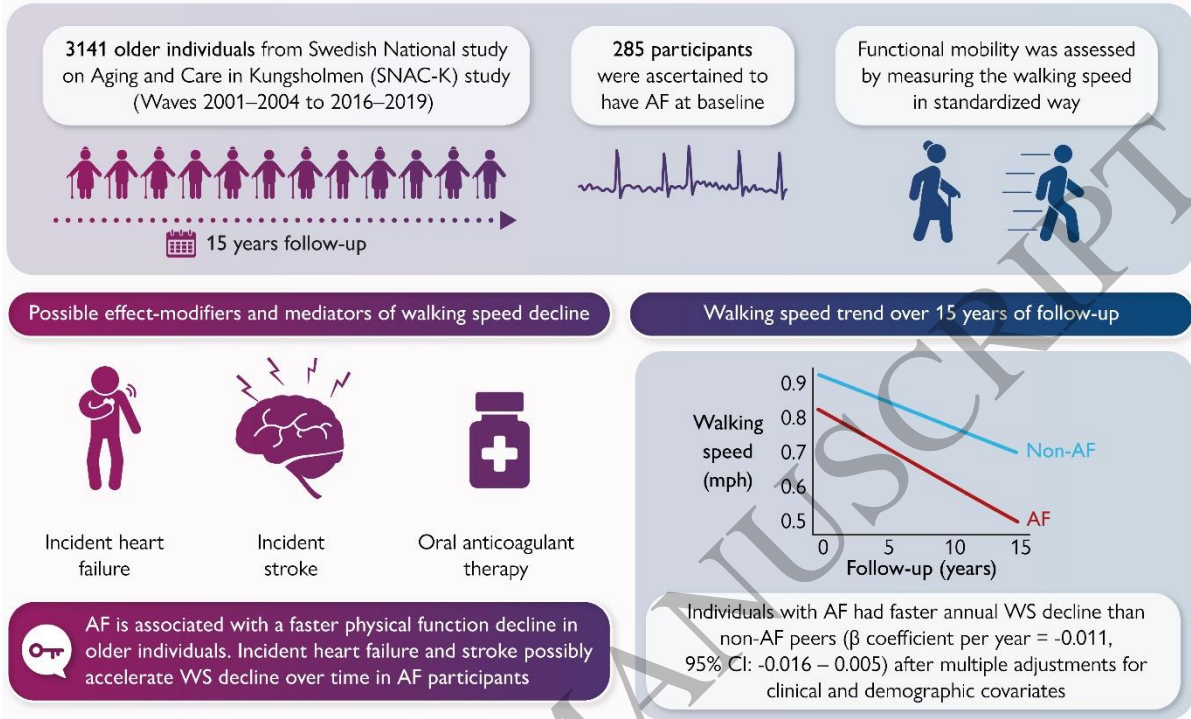 3141 older individuals from Swedish National study
on Aging and Care in Kungsholmen (SNAC-K) study
(Waves 2001–2004 to 2016–2019)
285 participants
were ascertained to
have AF at baseline
Functional mobility was assessed
by measuring the walking speed
in standardized way
15 years follow-up
Possible effect-modifiers and mediators of walking speed decline
Incident heart
failure
Incident
stroke
Oral anticoagulant
therapy
AF is associated with a faster physical function decline in
older individuals. Incident heart failure and stroke possibly
accelerate WS decline over time in AF participants
Walking speed trend over 15 years of follow-up
Walking
speed
(mph)
0.9
0.8
0.7
0.6
0.5
Non-AF
AF
0 5 10 15
Follow-up (years)
Individuals with AF had faster annual WS decline than
non-AF peers (β coefficient per year = -0.011,
95% CI: -0.016 – 0.005) after multiple adjustments for
clinical and demographic covariates
MANUSCRIPT